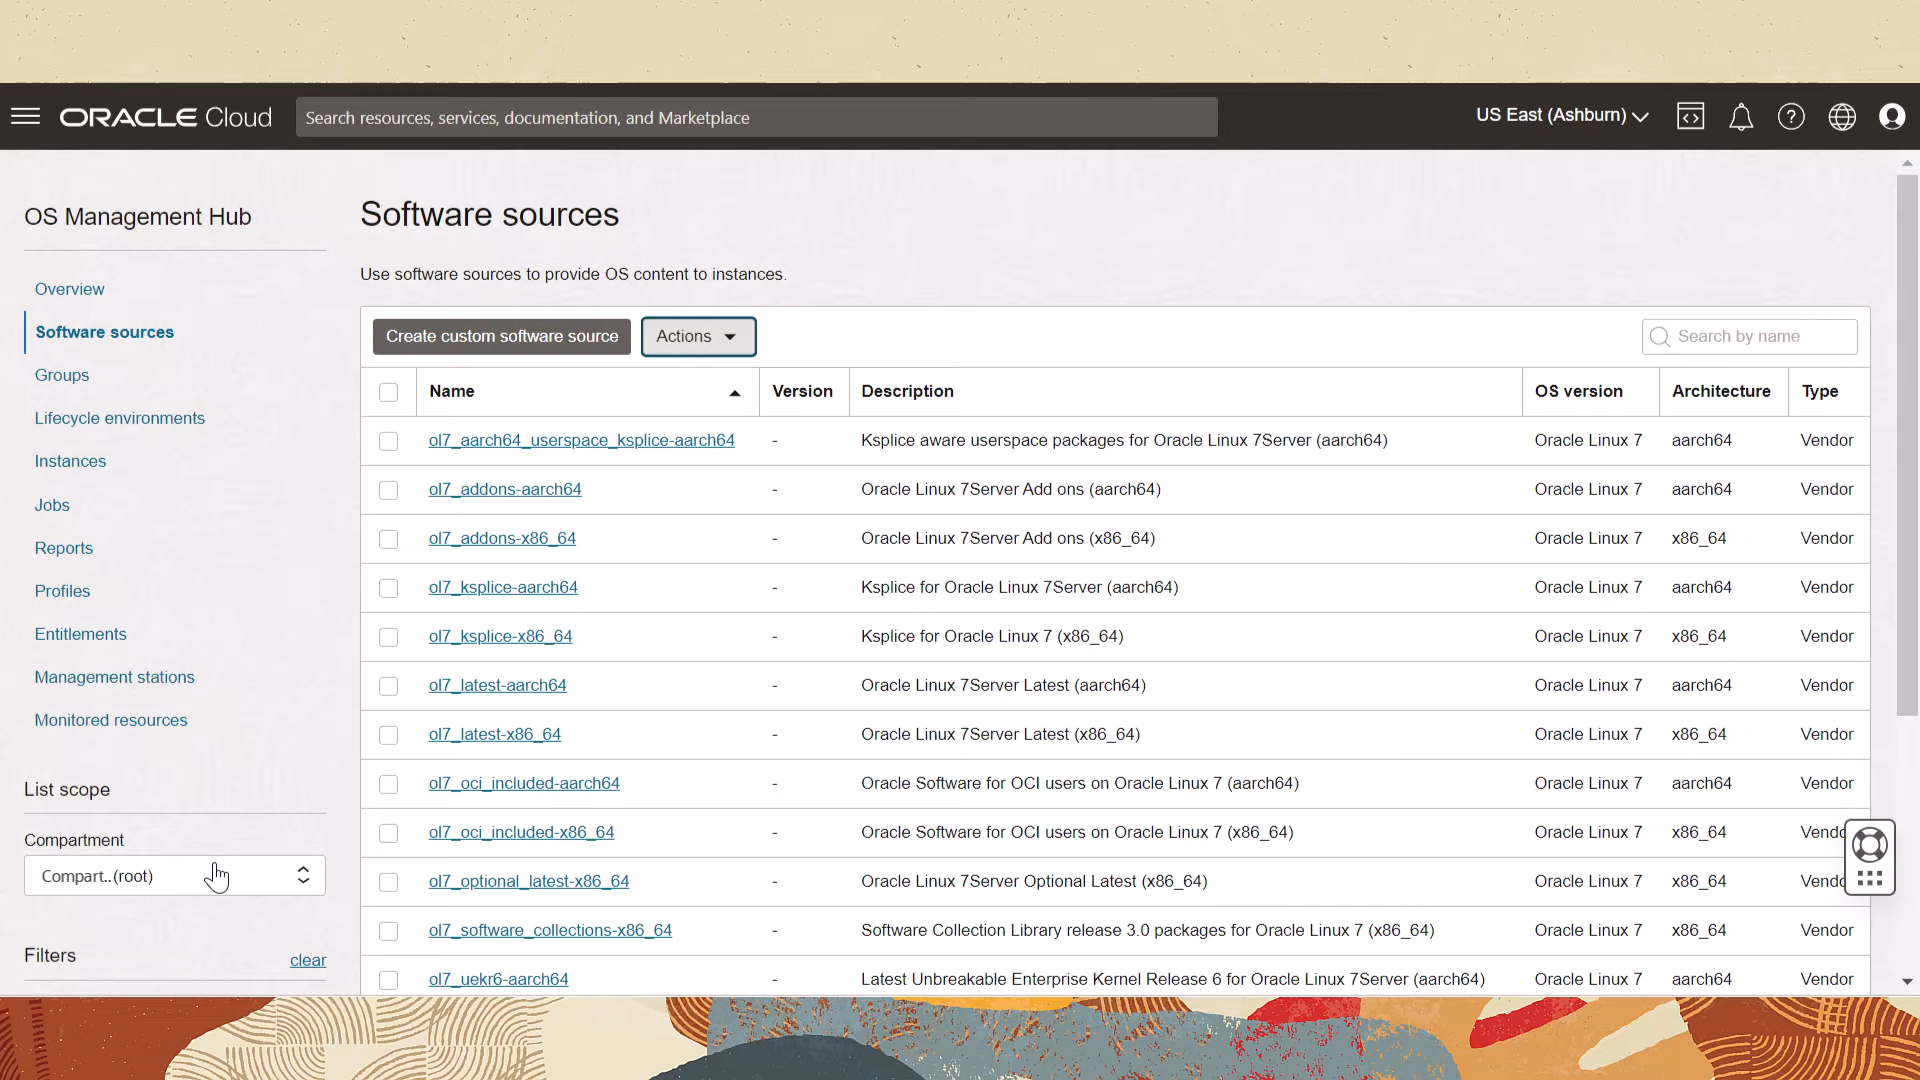 ORACLE Cloud
Search resources, services, documentation, and Marketplace
US East (Ashburn)
OS Management Hub
Overview
Software sources
Groups
Lifecycle environments
Instances
Jobs
Reports
Profiles
Entitlements
Management stations
Monitored resources
List scope
Compartment
Compart..(root)
Filters clear
Software sources
Use software sources to provide OS content to instances.
Create custom software source Actions Search by name
Name Version Description OS version Architecture Type
ol7_aarch64_userspace_ksplice-aarch64 - Ksplice aware userspace packages for Oracle Linux 7Server (aarch64) Oracle Linux 7 aarch64 Vendor
ol7_addons-aarch64 - Oracle Linux 7Server Add ons (aarch64) Oracle Linux 7 aarch64 Vendor
ol7_addons-x86_64 - Oracle Linux 7Server Add ons (x86_64) Oracle Linux 7 x86_64 Vendor
ol7_ksplice-aarch64 - Ksplice for Oracle Linux 7Server (aarch64) Oracle Linux 7 aarch64 Vendor
ol7_ksplice-x86_64 - Ksplice for Oracle Linux 7 (x86_64) Oracle Linux 7 x86_64 Vendor
ol7_latest-aarch64 - Oracle Linux 7Server Latest (aarch64) Oracle Linux 7 aarch64 Vendor
ol7_latest-x86_64 - Oracle Linux 7Server Latest (x86_64) Oracle Linux 7 x86_64 Vendor
ol7_oci_included-aarch64 - Oracle Software for OCI users on Oracle Linux 7 (aarch64) Oracle Linux 7 aarch64 Vendor
ol7_oci_included-x86_64 - Oracle Software for OCI users on Oracle Linux 7 (x86_64) Oracle Linux 7 x86_64
ol7_optional_latest-x86_64 - Oracle Linux 7Server Optional Latest (x86_64) Oracle Linux 7 x86_64
ol7_software_collections-x86_64 - Software Collection Library release 3.0 packages for Oracle Linux 7 (x86_64) Oracle Linux 7 x86_64 Vendor
ol7_uekr6-aarch64 - Latest Unbreakable Enterprise Kernel Release 6 for Oracle Linux 7Server (aarch64) Oracle Linux 7 aarch64 Vendor